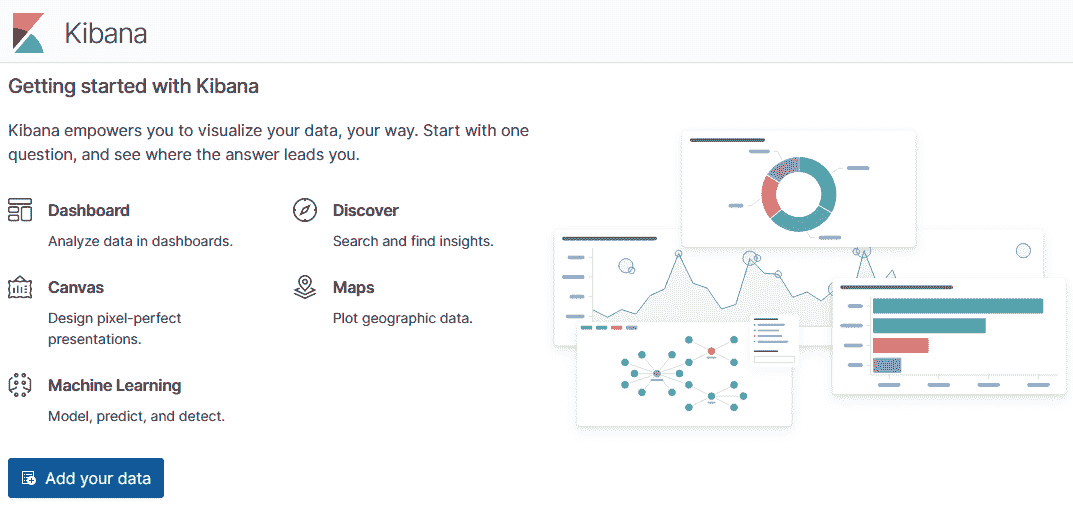 Kibana
Getting started with Kibana
Kibana empowers you to visualize your data, your way. Start with one
question, and see where the answer leads you.
Dashboard
Analyze data in dashboards.
Discover
Search and find insights.
Canvas
Design pixel-perfect
presentations.
Maps
Plot geographic data.
Machine Learning
Model, predict, and detect.
Add your data